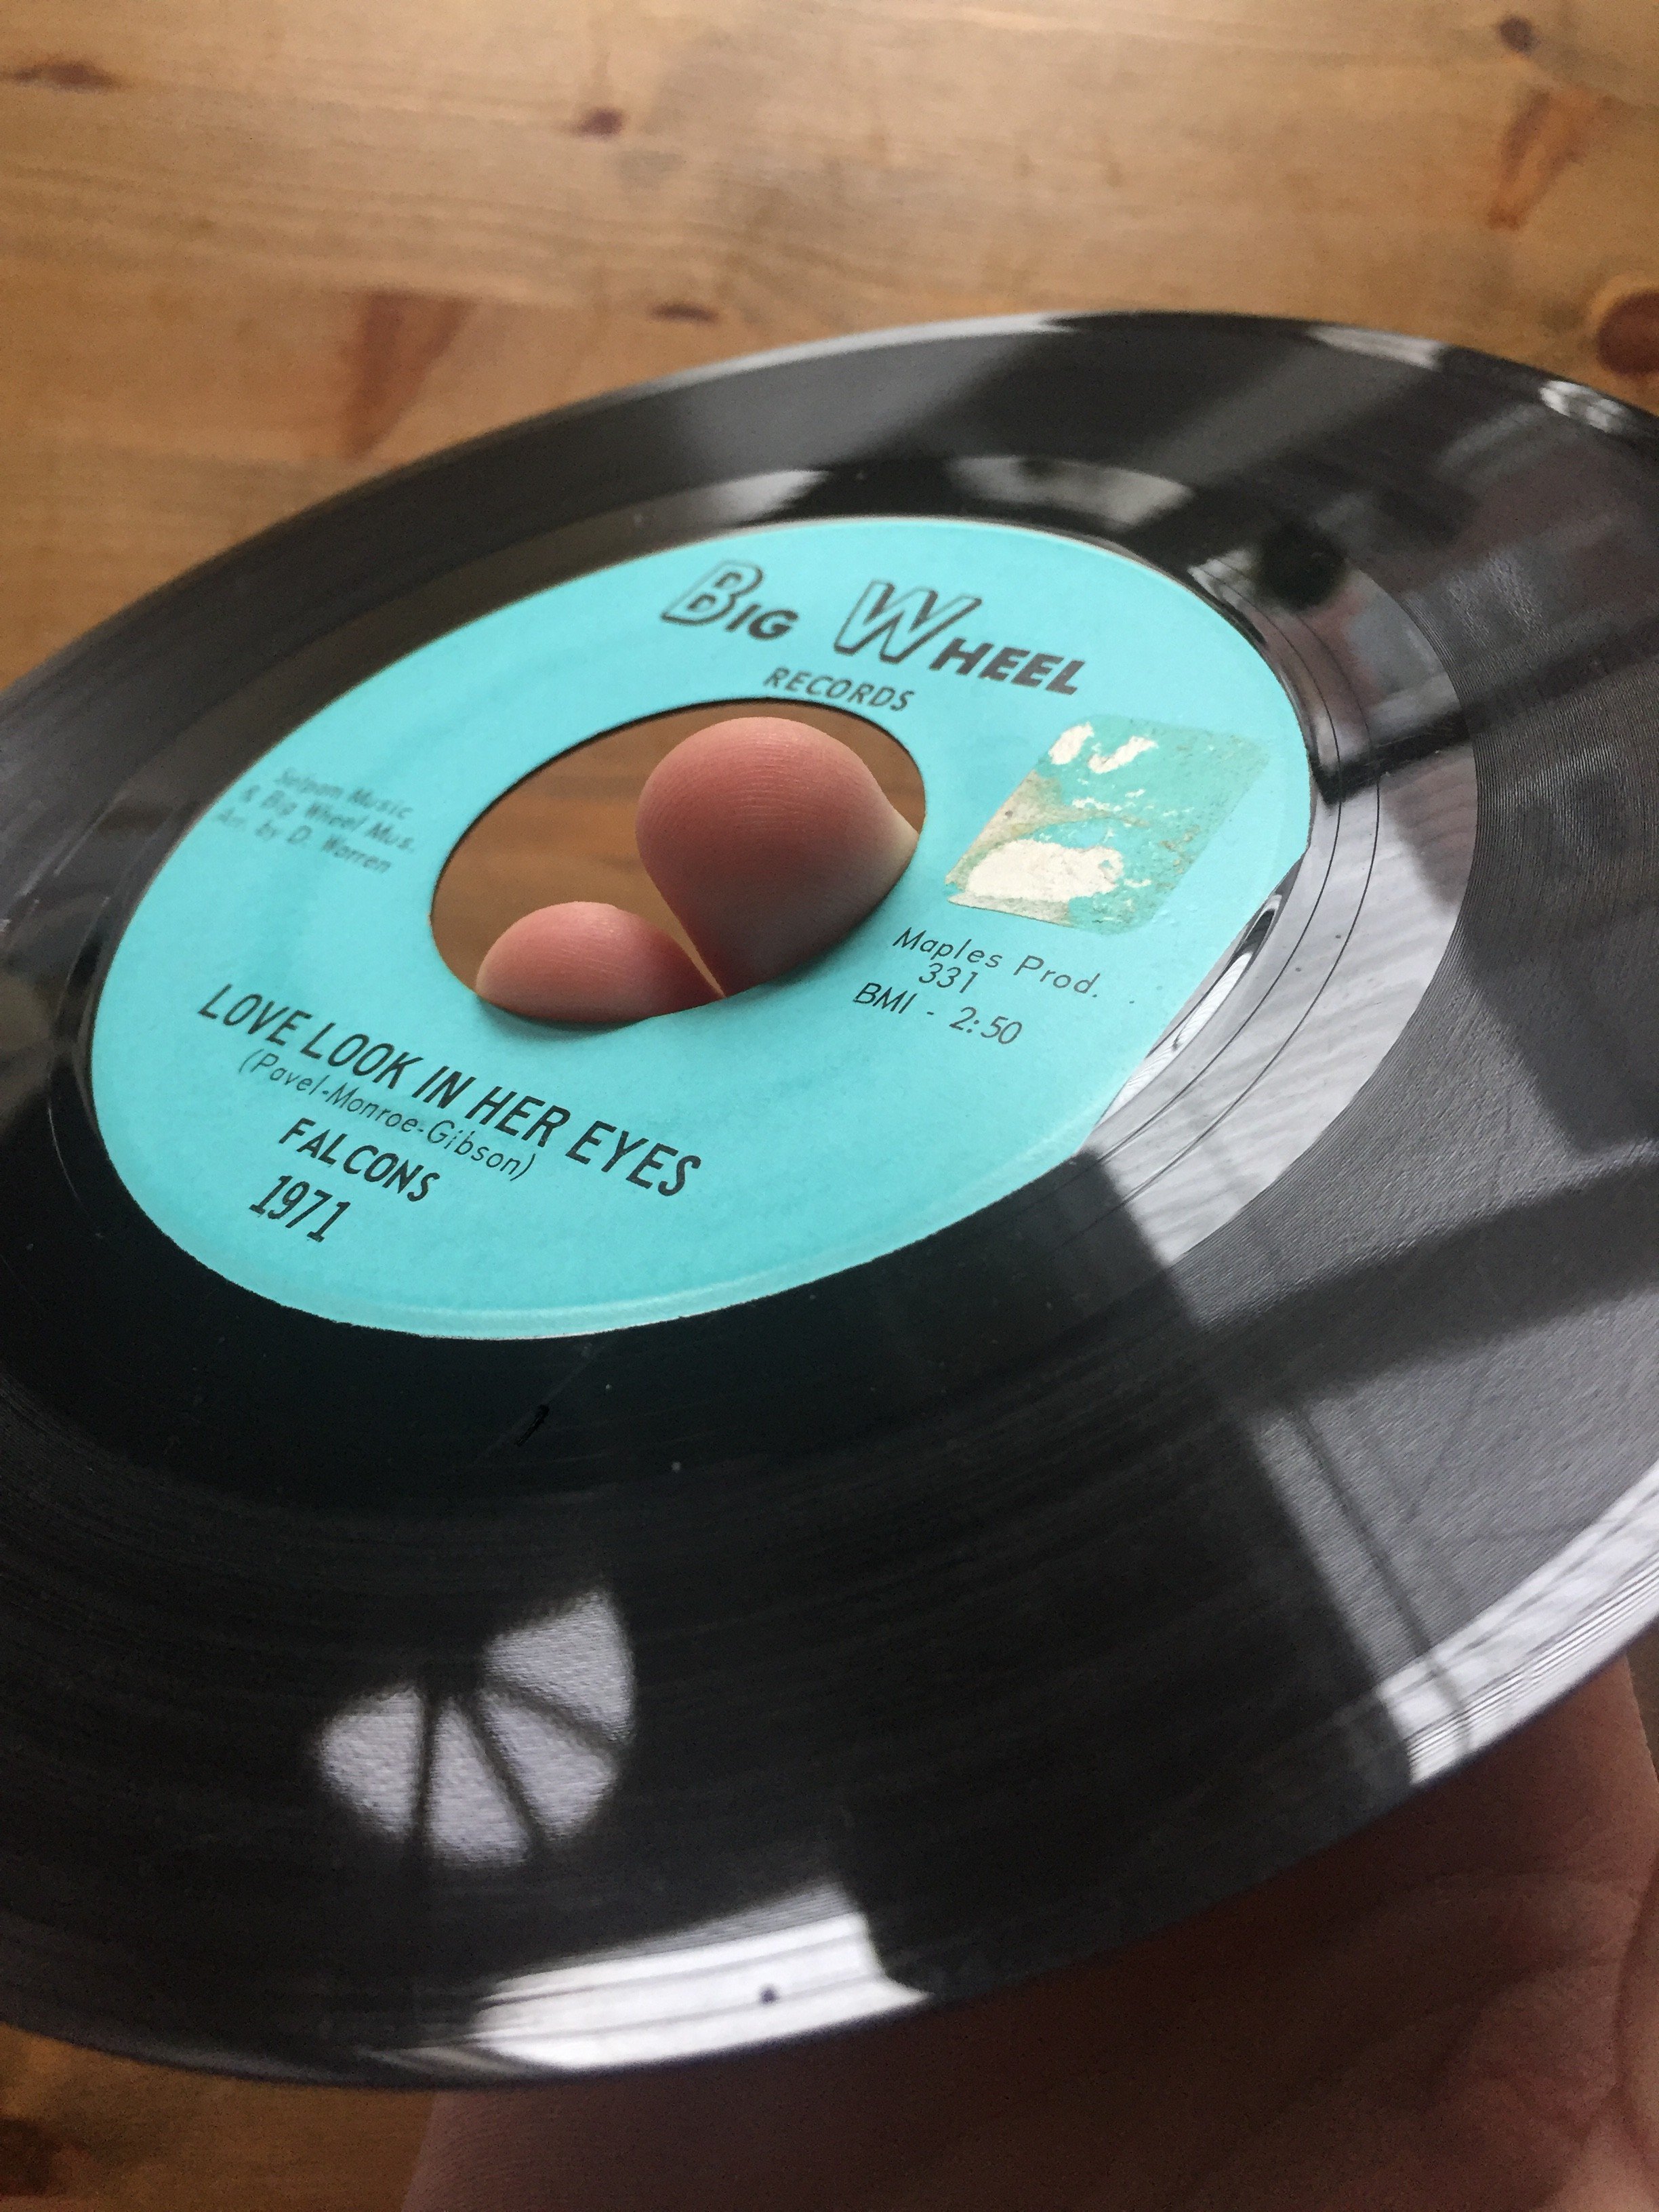 BIG WHEEL
RECORDS
Selpan Music
& Big Wheel Mus.
Arr. by D. Warren
Maples Prod.
331
BMI - 2:50
LOVE LOOK IN HER EYES
(Pavel-Monroe-Gibson)
FALCONS
1971